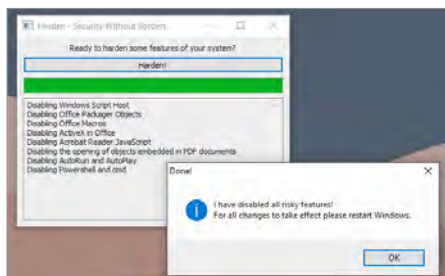 Harden - Security Without Borders
Ready to harden some features of your system?
Harden!
Disabling Windows Script Host
Disabling Office Packager Objects
Disabling Office Macros
Disabling ActiveX in Office
Disabling Acrobat Reader JavaScript
Disabling the opening of objects embedded in PDF documents
Disabling AutoRun and AutoPlay
Disabling Powershell and cmd
Done!
I have disabled all risky features!
For all changes to take effect please restart Windows.
OK